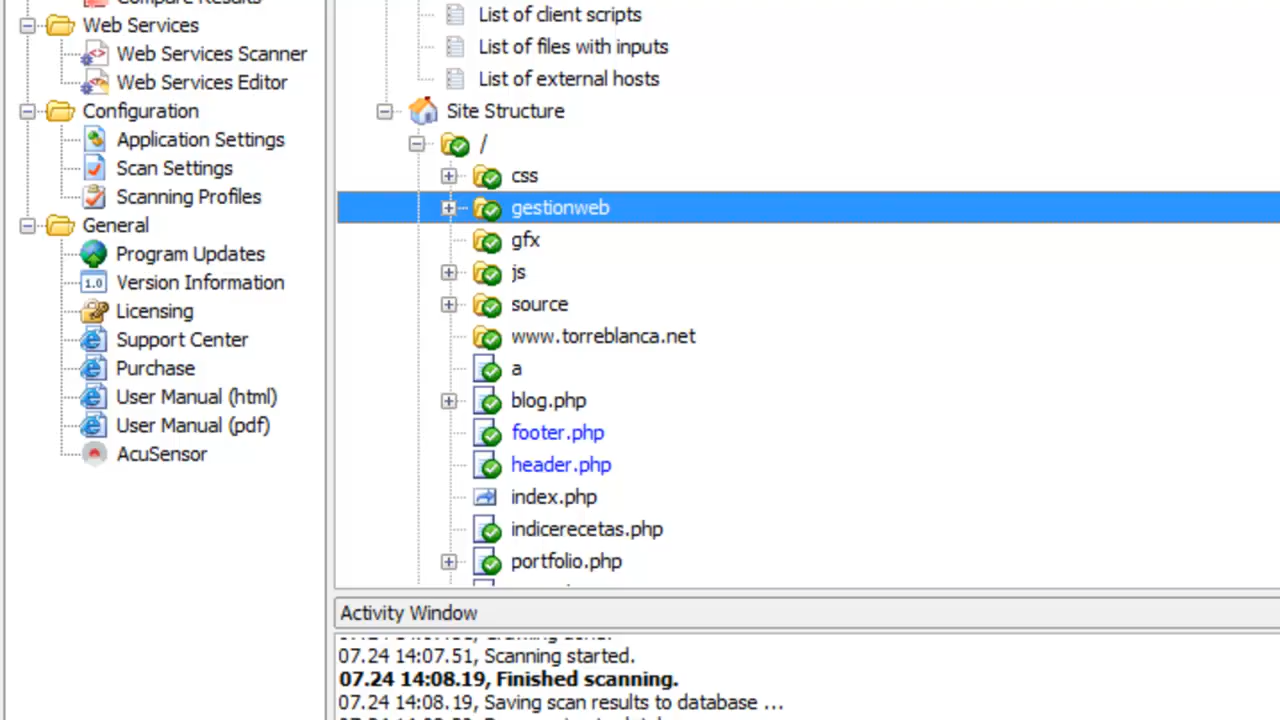 Compare Results
Web Services
Web Services Scanner
Web Services Editor
Configuration
Application Settings
Scan Settings
Scanning Profiles
General
Program Updates
1.0 Version Information
Licensing
Support Center
Purchase
User Manual (html)
User Manual (pdf)
AcuSensor
List of client scripts
List of files with inputs
List of external hosts
Site Structure
/
css
gestionweb
gfx
js
source
www.torreblanca.net
a
blog.php
footer.php
header.php
index.php
indicerecetas.php
portfolio.php
Activity Window
07.24 14:07.51, Scanning started.
07.24 14:08.19, Finished scanning.
07.24 14:08.19, Saving scan results to database ...